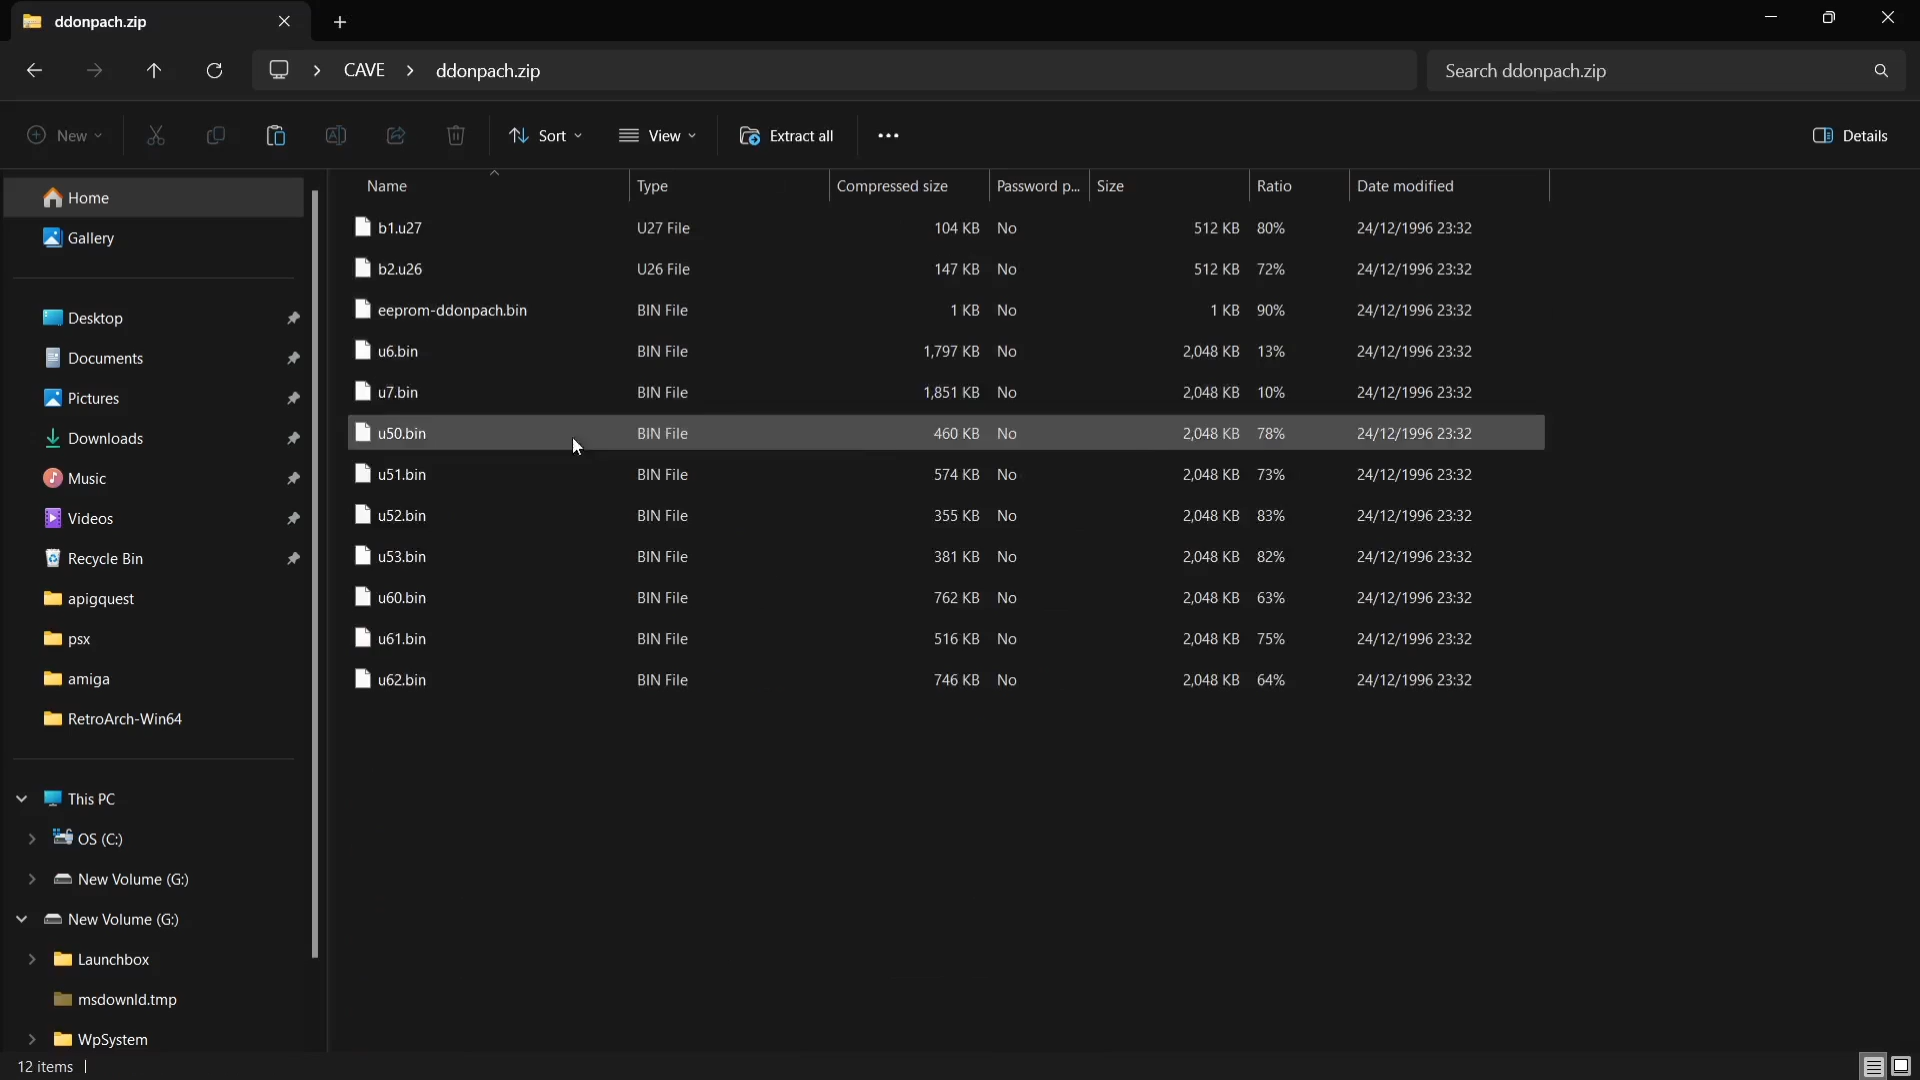 ddonpach.zip
CAVE ddonpach.zip
Search ddonpach.zip
New Sort View Extract all Details
Name Type Compressed size Password p... Size Ratio Date modified
b1.u27 U27 File 104 KB No 512 KB 80% 24/12/1996 23:32
b2.u26 U26 File 147 KB No 512 KB 72% 24/12/1996 23:32
eeprom-ddonpach.bin BIN File 1 KB No 1 KB 90% 24/12/1996 23:32
u6.bin BIN File 1,797 KB No 2,048 KB 13% 24/12/1996 23:32
u7.bin BIN File 1,851 KB No 2,048 KB 10% 24/12/1996 23:32
u50.bin BIN File 460 KB No 2,048 KB 78% 24/12/1996 23:32
u51.bin BIN File 574 KB No 2,048 KB 73% 24/12/1996 23:32
u52.bin BIN File 355 KB No 2,048 KB 83% 24/12/1996 23:32
u53.bin BIN File 381 KB No 2,048 KB 82% 24/12/1996 23:32
u60.bin BIN File 762 KB No 2,048 KB 63% 24/12/1996 23:32
u61.bin BIN File 516 KB No 2,048 KB 75% 24/12/1996 23:32
u62.bin BIN File 746 KB No 2,048 KB 64% 24/12/1996 23:32
Home
Gallery
Desktop
Documents
Pictures
Downloads
Music
Videos
Recycle Bin
apigquest
psx
amiga
RetroArch-Win64
This PC
OS (C:)
New Volume (G:)
New Volume (G:)
Launchbox
msdownld.tmp
WpSystem
12 items